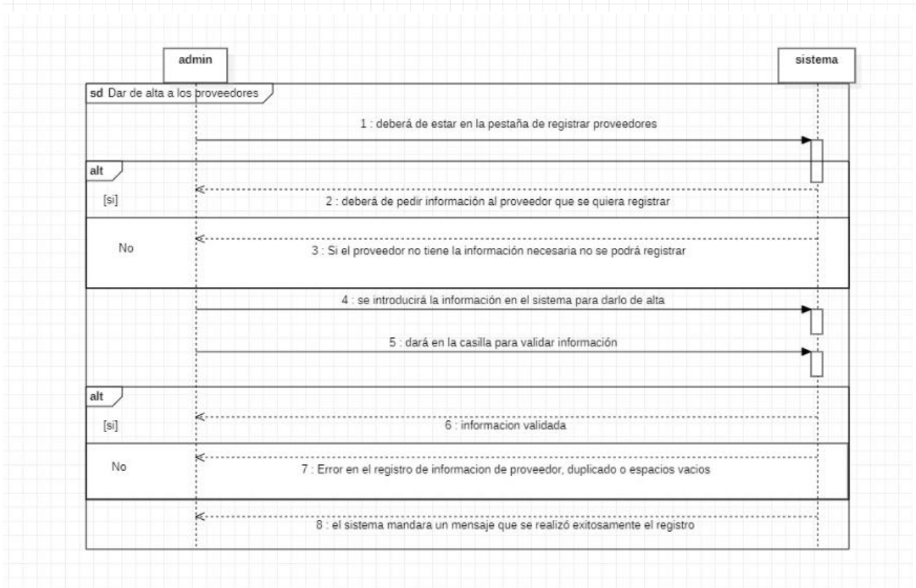 admin
sistema
sd Dar de alta a los proveedores
1 : deberá de estar en la pestaña de registrar proveedores
alt
[si]
2 : deberá de pedir información al proveedor que se quiera registrar
No
3 : Si el proveedor no tiene la información necesaria no se podrá registrar
4 : se introducirá la información en el sistema para darlo de alta
5 : dará en la casilla para validar información
alt
[si]
6 : informacion validada
No
7 : Error en el registro de informacion de proveedor, duplicado o espacios vacios
8 : el sistema mandara un mensaje que se realizó exitosamente el registro